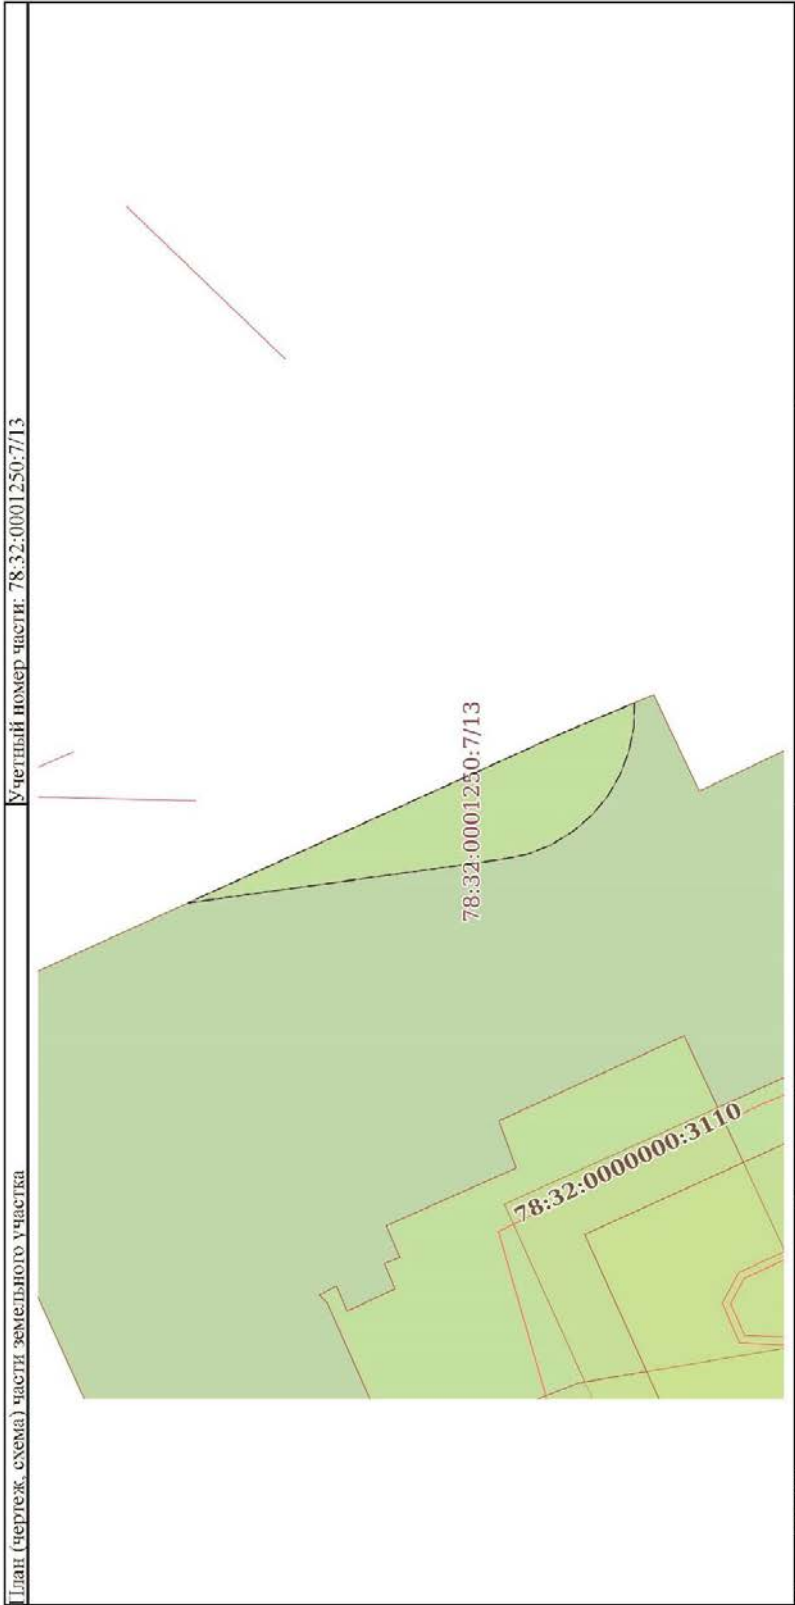 План (чертеж, схема) части земельного участка
Учетный номер части: 78:32:0001250:7/13
78:32:0001250:7/13
78:32:0000000:3110